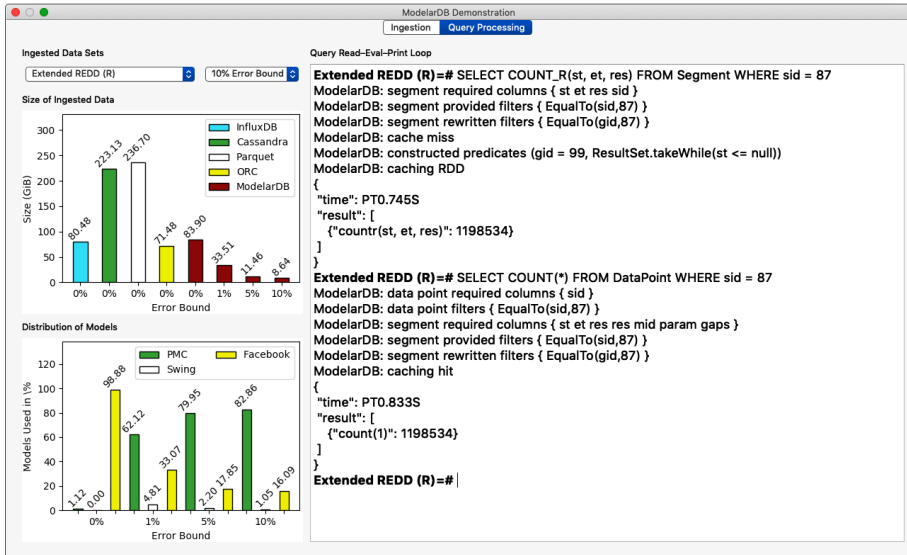 ModelarDB Demonstration
Ingestion Query Processing
Ingested Data Sets
Extended REDD (R) 10% Error Bound
Size of Ingested Data
300
250
200
150
100
50
0
Size (GiB)
80.48
223.13
236.70
71.48
83.90
33.51
11.46
8.64
InfluxDB
Cassandra
Parquet
ORC
ModelarDB
0% 0% 0% 0% 0% 1% 5% 10%
Error Bound
Distribution of Models
120
100
80
60
40
20
0
Models Used in \%
PMC Facebook
Swing
1.12
0.00
98.88
62.12
4.81
33.07
79.95
2.20
17.85
82.86
1.05
16.09
0% 1% 5% 10%
Error Bound
Query Read–Eval–Print Loop
Extended REDD (R)=# SELECT COUNT_R(st, et, res) FROM Segment WHERE sid = 87
ModelarDB: segment required columns { st et res sid }
ModelarDB: segment provided filters { EqualTo(sid,87) }
ModelarDB: segment rewritten filters { EqualTo(gid,87) }
ModelarDB: cache miss
ModelarDB: constructed predicates (gid = 99, ResultSet.takeWhile(st <= null))
ModelarDB: caching RDD
{
"time": PT0.745S
"result": [
{"countr(st, et, res)": 1198534}
]
}
Extended REDD (R)=# SELECT COUNT(*) FROM DataPoint WHERE sid = 87
ModelarDB: data point required columns { sid }
ModelarDB: data point filters { EqualTo(sid,87) }
ModelarDB: segment required columns { st et res res mid param gaps }
ModelarDB: segment provided filters { EqualTo(sid,87) }
ModelarDB: segment rewritten filters { EqualTo(gid,87) }
ModelarDB: caching hit
{
"time": PT0.833S
"result": [
{"count(1)": 1198534}
]
}
Extended REDD (R)=#